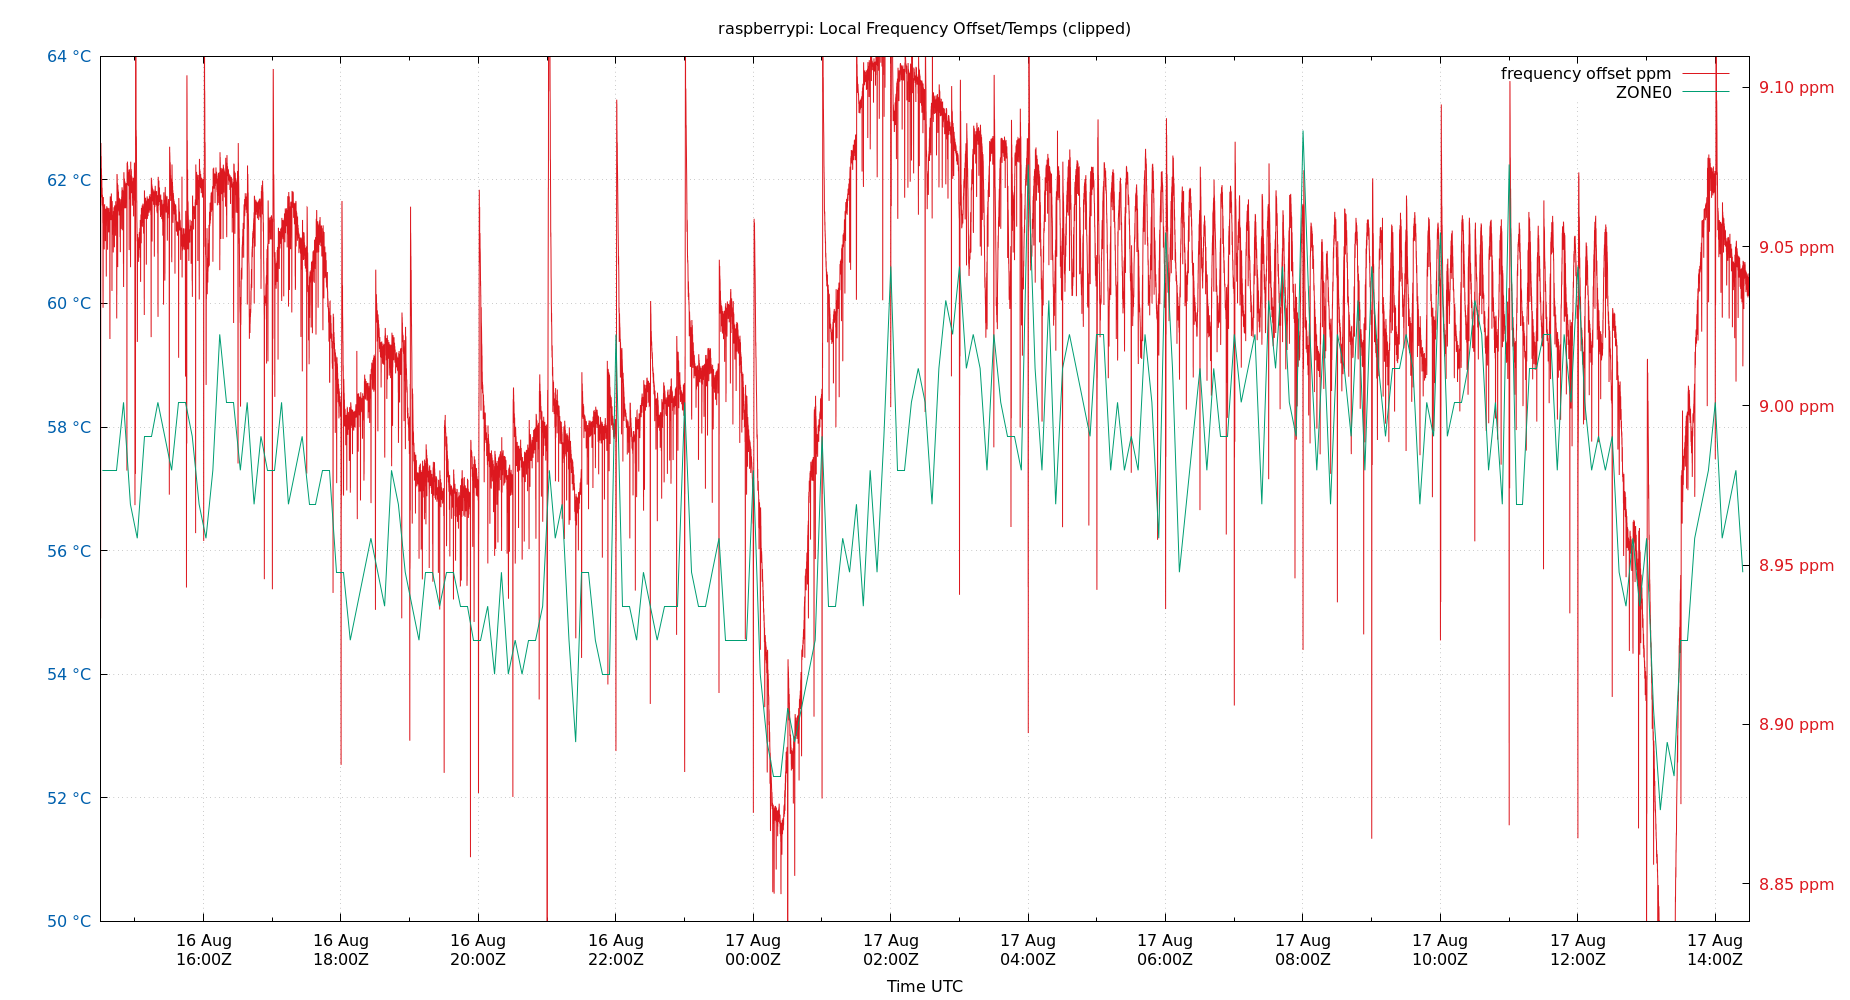 raspberrypi: Local Frequency Offset/Temps (clipped)
64 °C
62 °C
60 °C
58 °C
56 °C
54 °C
52 °C
50 °C
frequency offset ppm
ZONE0
9.10 ppm
9.05 ppm
9.00 ppm
8.95 ppm
8.90 ppm
8.85 ppm
16 Aug
16:00Z
16 Aug
18:00Z
16 Aug
20:00Z
16 Aug
22:00Z
17 Aug
00:00Z
17 Aug
02:00Z
17 Aug
04:00Z
17 Aug
06:00Z
17 Aug
08:00Z
17 Aug
10:00Z
17 Aug
12:00Z
17 Aug
14:00Z
Time UTC